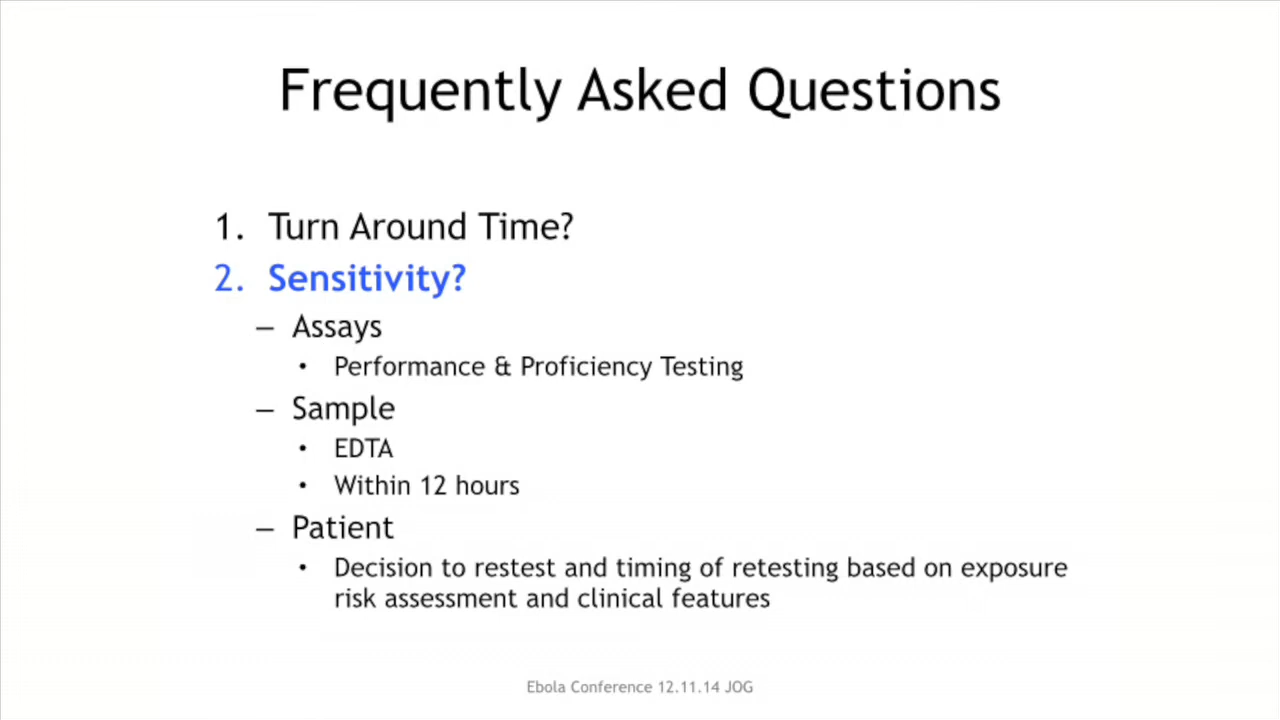 Frequently Asked Questions
1. Turn Around Time?
2. Sensitivity?
– Assays
• Performance & Proficiency Testing
– Sample
• EDTA
• Within 12 hours
– Patient
• Decision to restest and timing of retesting based on exposure
risk assessment and clinical features
Ebola Conference 12.11.14 JOG